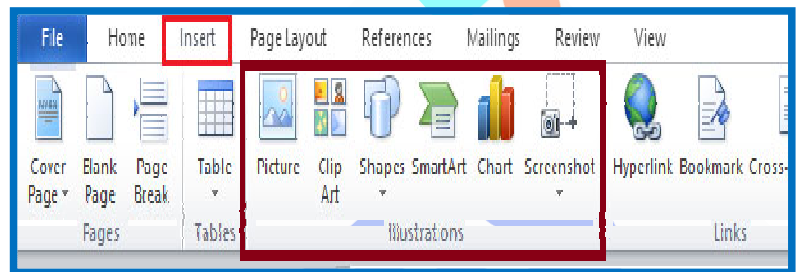 File Home Insert Page Layout References Mailings Review View
Cover Blank Page Table Picture Clip Shapes SmartArt Chart Screenshot Hyperlink Bookmark Cross-
Page Page Break Art
Pages Tables Illustrations Links